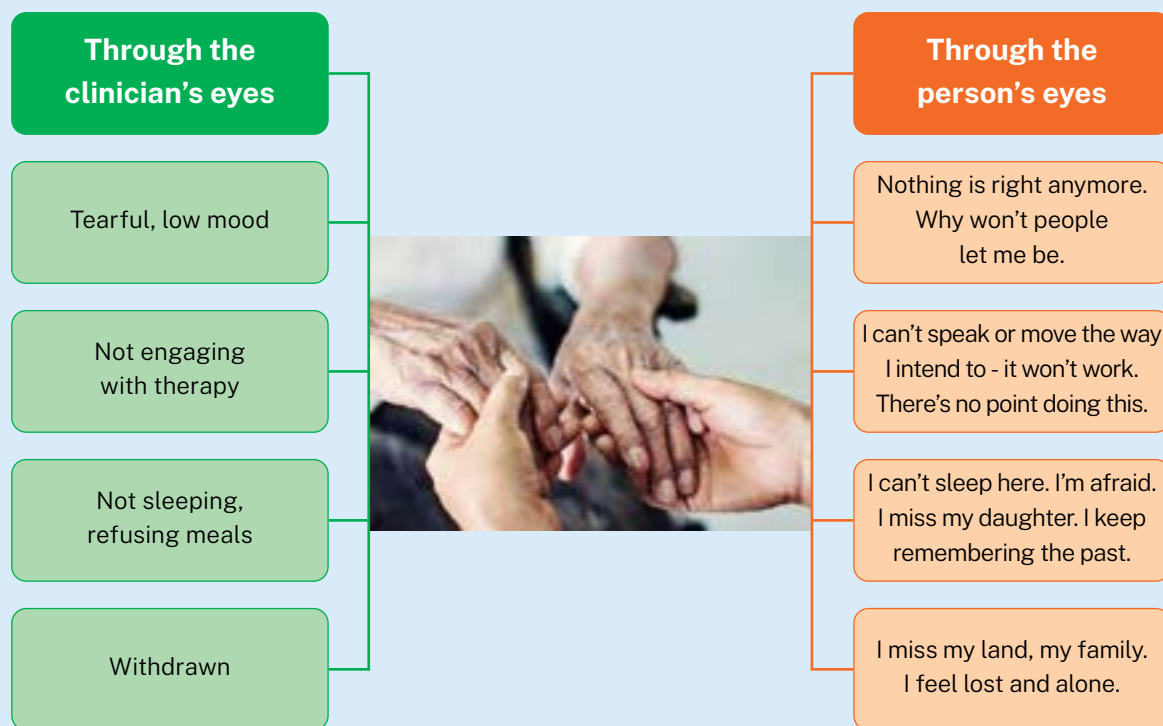 Through the
clinician's eyes
Tearful, low mood
Not engaging
with therapy
Not sleeping,
refusing meals
Withdrawn
Through the
person's eyes
Nothing is right anymore.
Why won't people
let me be.
I can't speak or move the way
I intend to - it won't work.
There's no point doing this.
I can't sleep here. I'm afraid.
I miss my daughter. I keep
remembering the past.
I miss my land, my family.
I feel lost and alone.